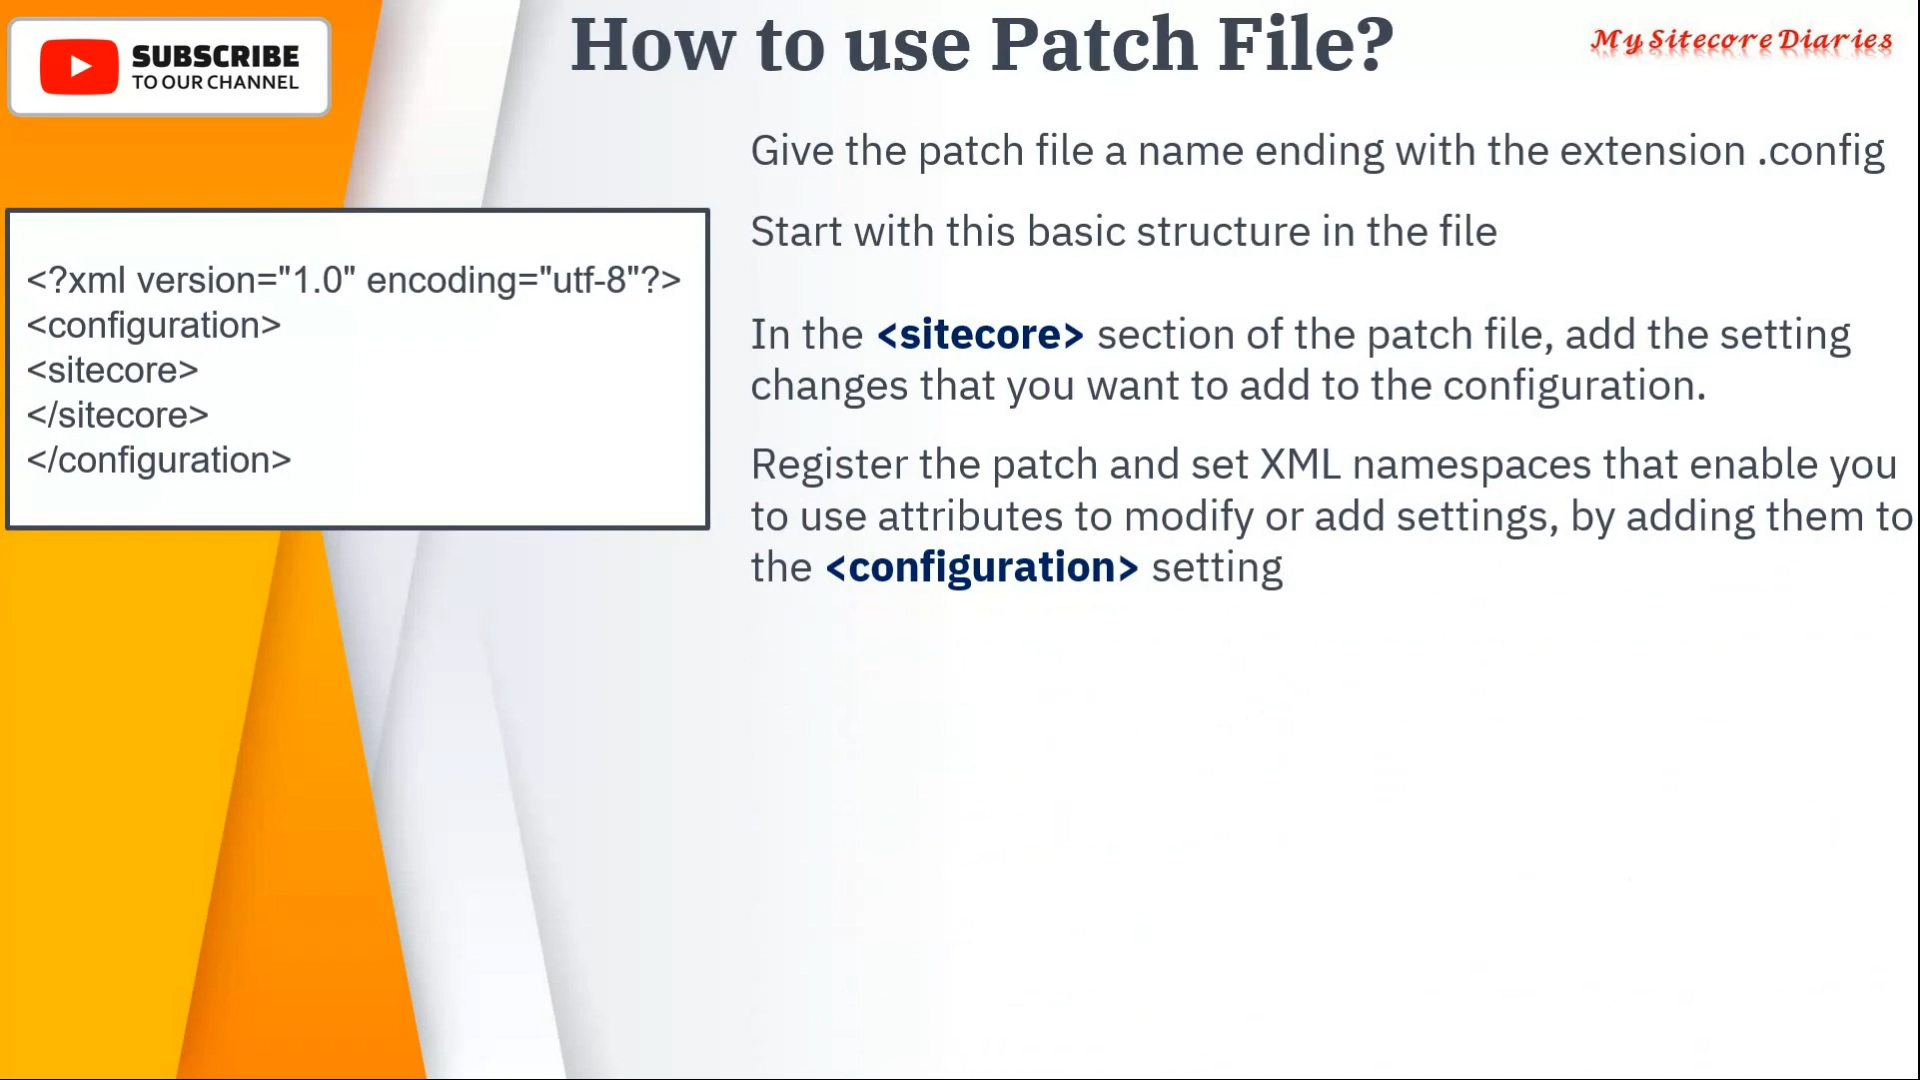 How to use Patch File?
My Sitecore Diaries
SUBSCRIBE
TO OUR CHANNEL
Give the patch file a name ending with the extension .config
Start with this basic structure in the file
<?xml version="1.0" encoding="utf-8"?>
<configuration>
<sitecore>
</sitecore>
</configuration>
In the <sitecore> section of the patch file, add the setting
changes that you want to add to the configuration.
Register the patch and set XML namespaces that enable you
to use attributes to modify or add settings, by adding them to
the <configuration> setting